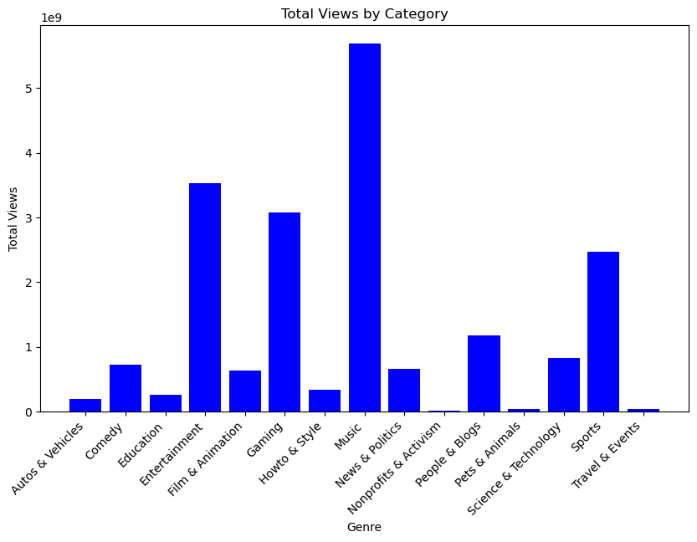 Total Views by Category
1e9
5
4
3
2
1
0
Total Views
Autos & Vehicles
Comedy
Education
Entertainment
Film & Animation
Gaming
Howto & Style
Music
News & Politics
Nonprofits & Activism
People & Blogs
Pets & Animals
Science & Technology
Sports
Travel & Events
Genre